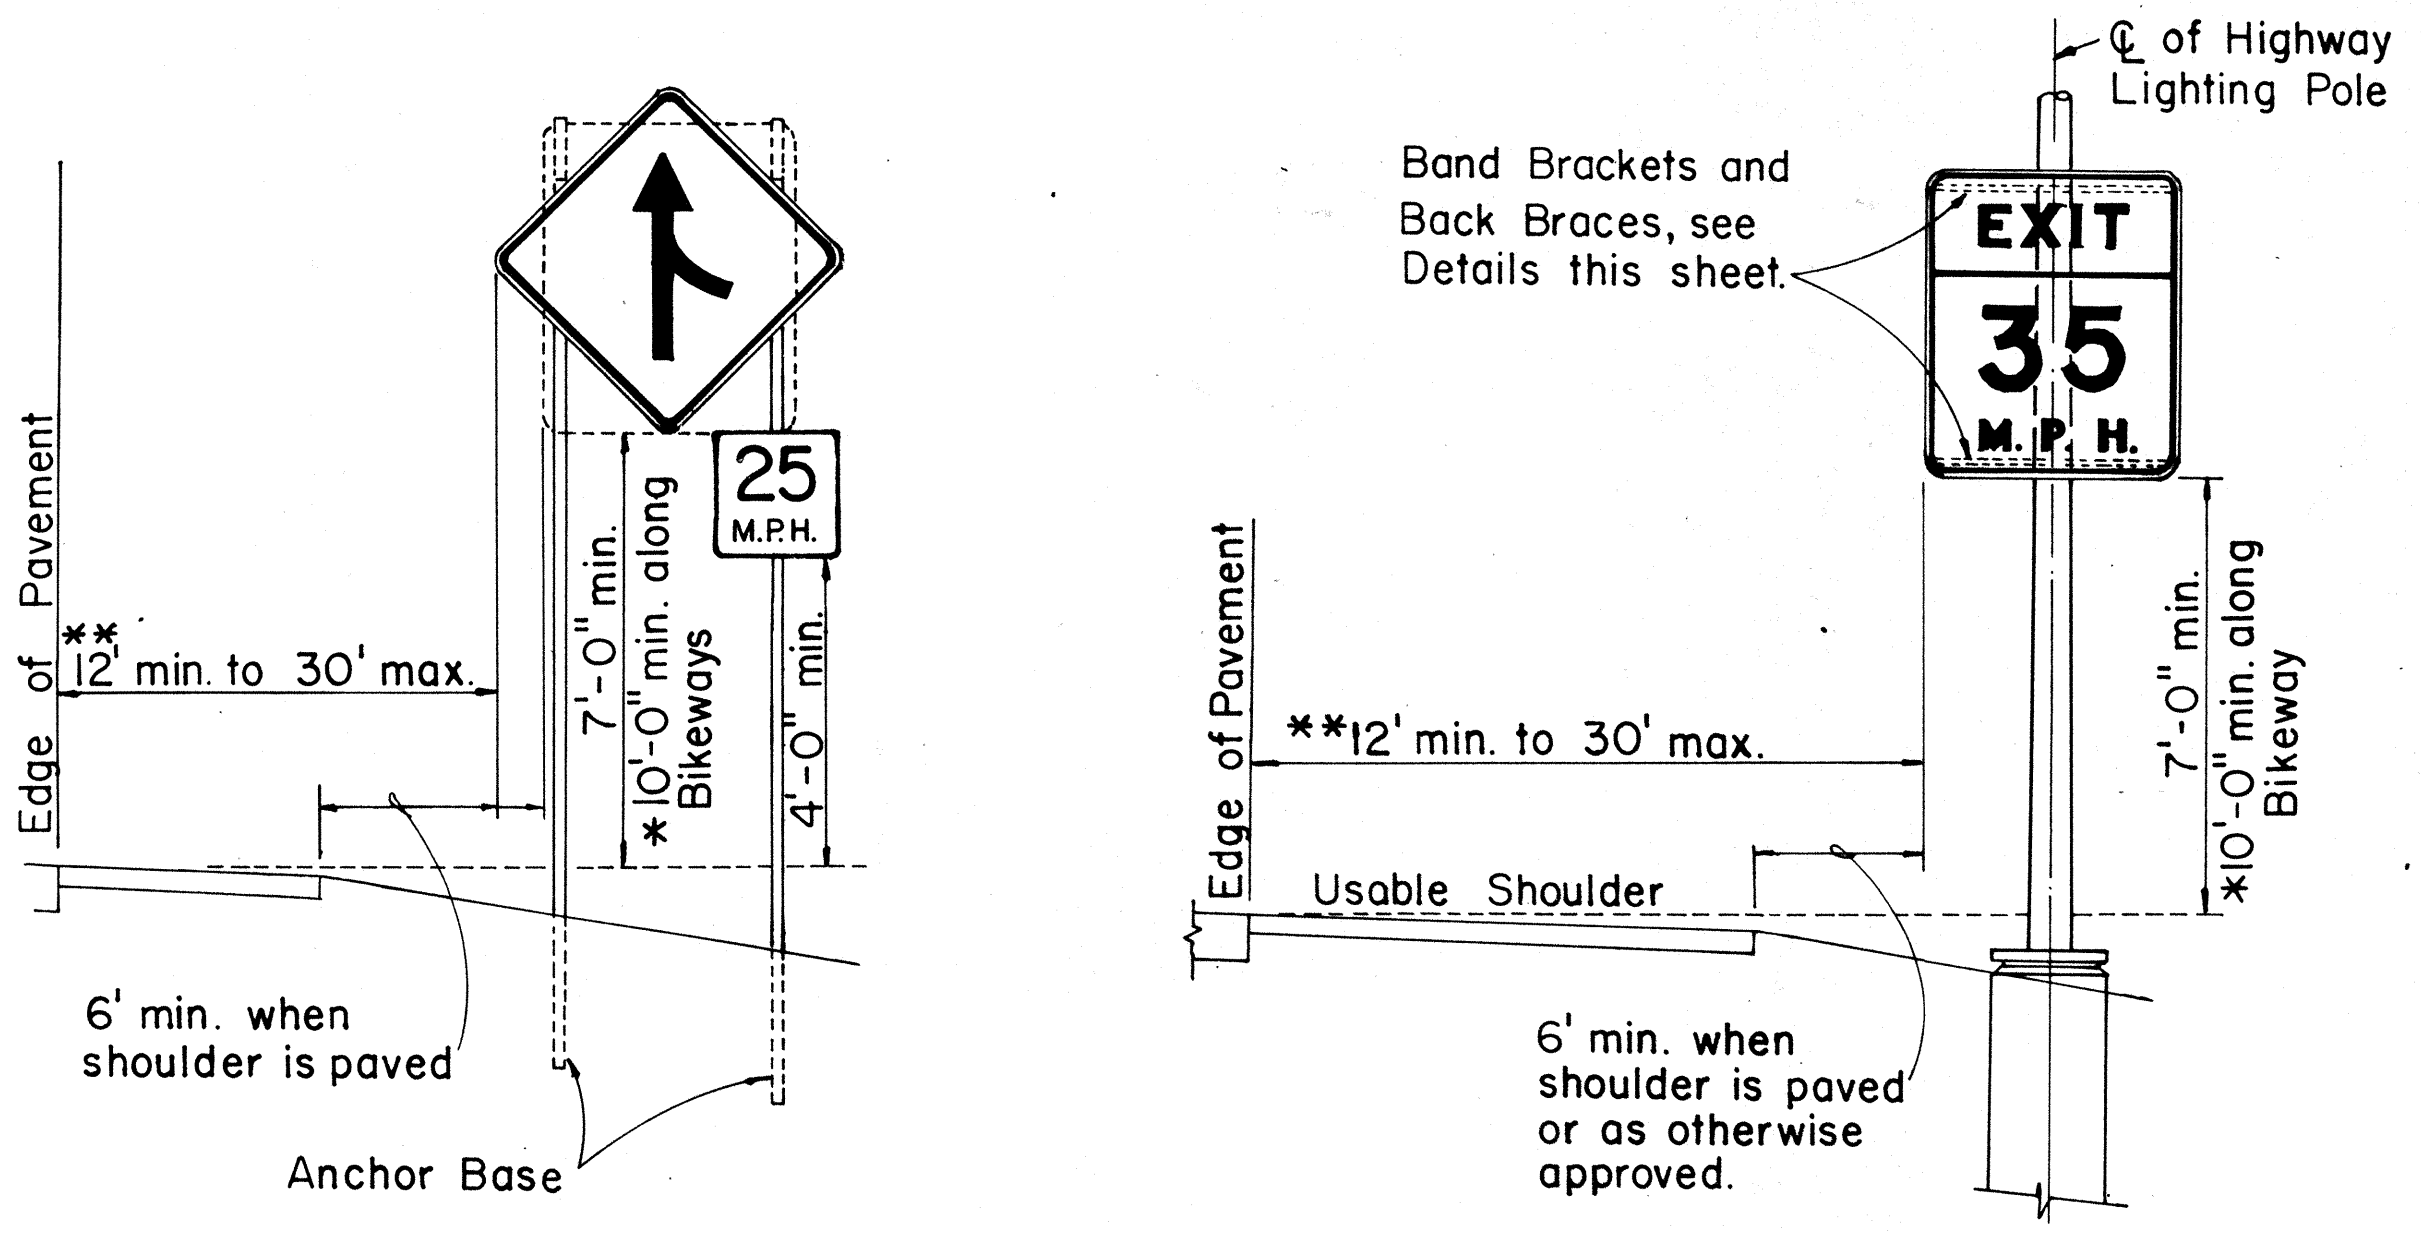 Edge of Pavement
**
12' min. to 30' max.
7'-0" min.
*10'-0" min. along
Bikeways
25
M.P.H.
4'-0" min.
6' min. when
shoulder is paved
Anchor Base
℄ of Highway
Lighting Pole
Band Brackets and
Back Braces, see
Details this sheet.
EXIT
35
M. P. H.
Edge of Pavement
**12' min. to 30' max.
7'-0" min.
*10'-0" min. along
Bikeway
Usable Shoulder
6' min. when
shoulder is paved
or as otherwise
approved.